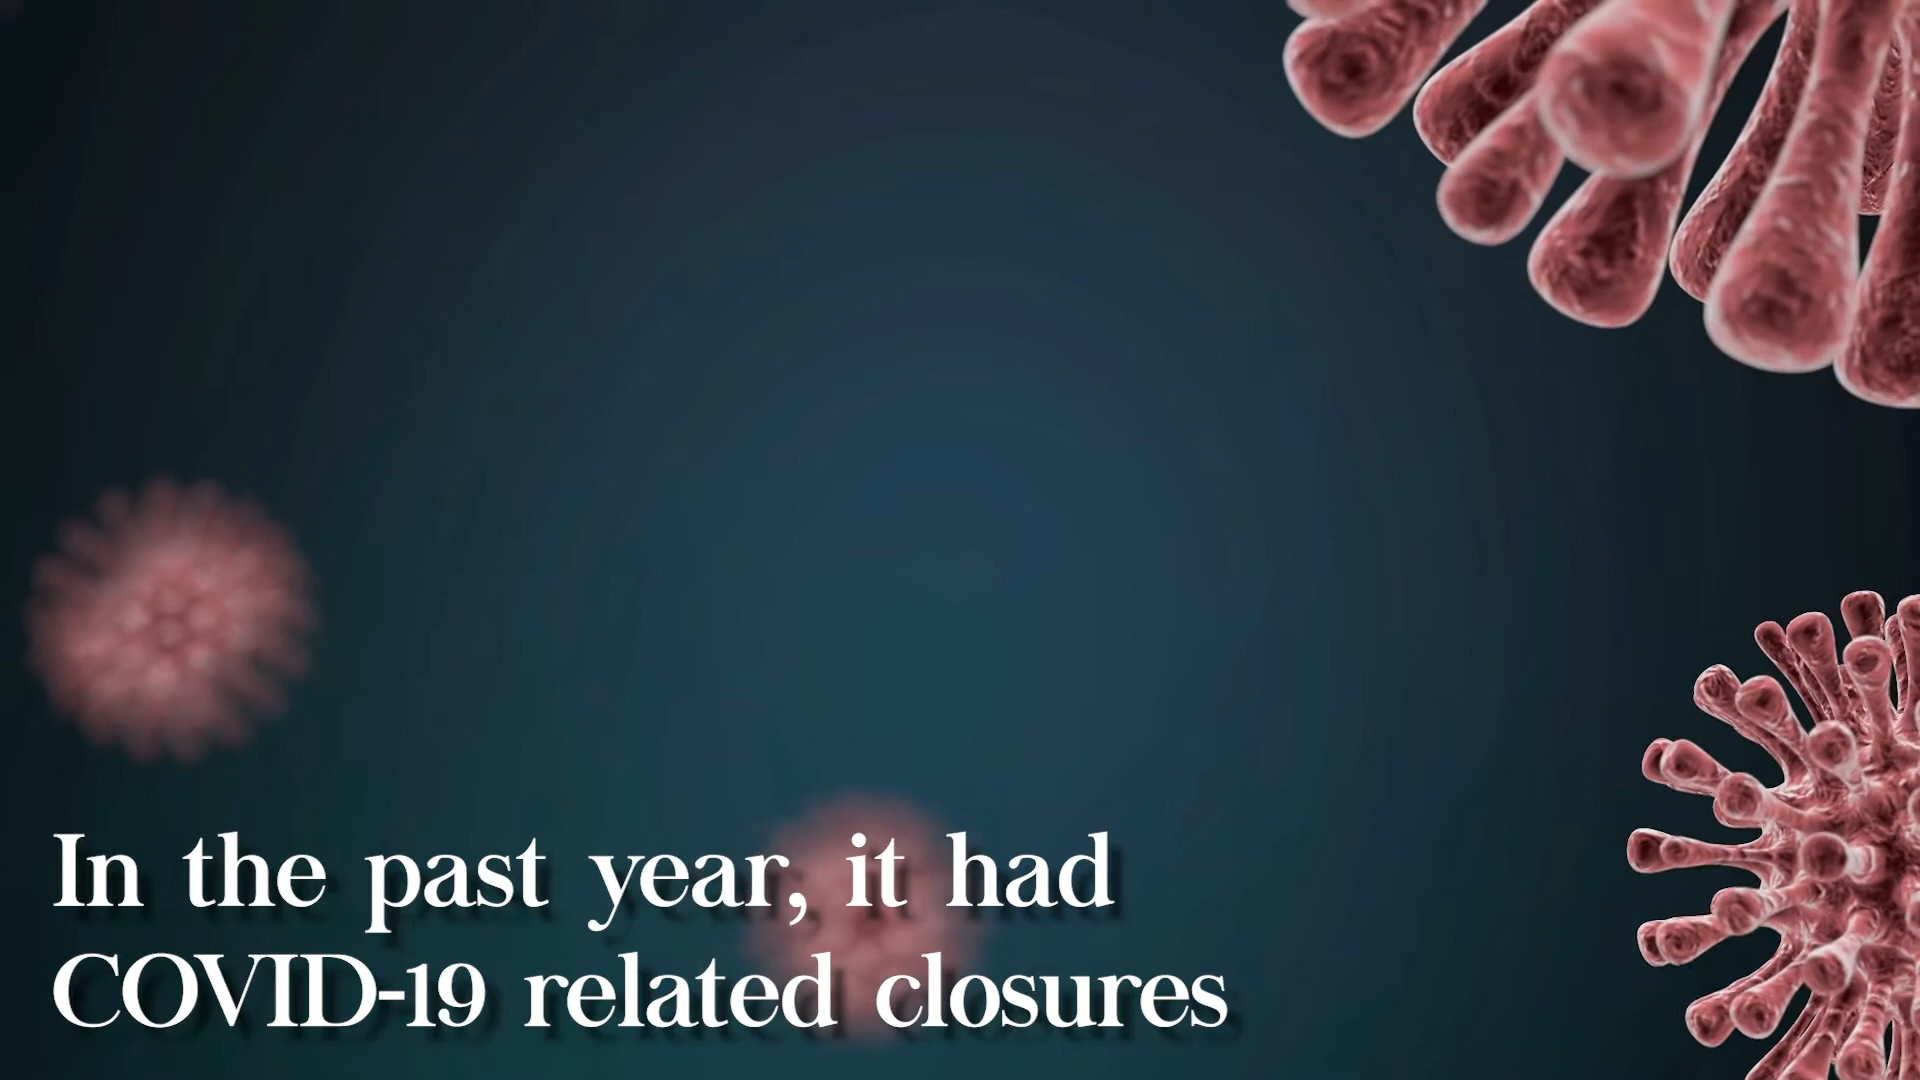 In the past year, it had
COVID-19 related closures